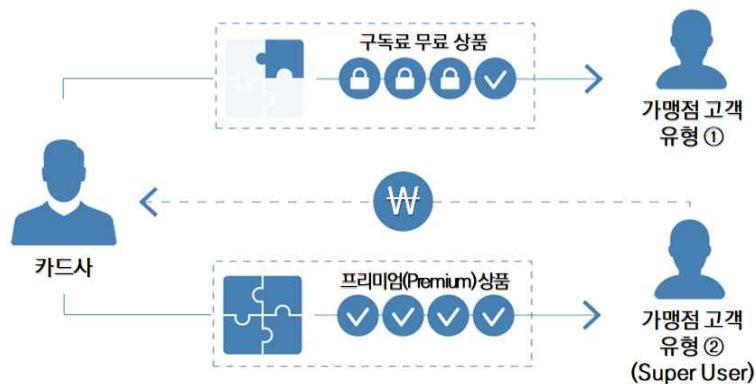 구독료 무료 상품
가맹점 고객
유형 ①
₩
카드사
프리미엄(Premium)상품
가맹점 고객
유형 ②
(Super User)